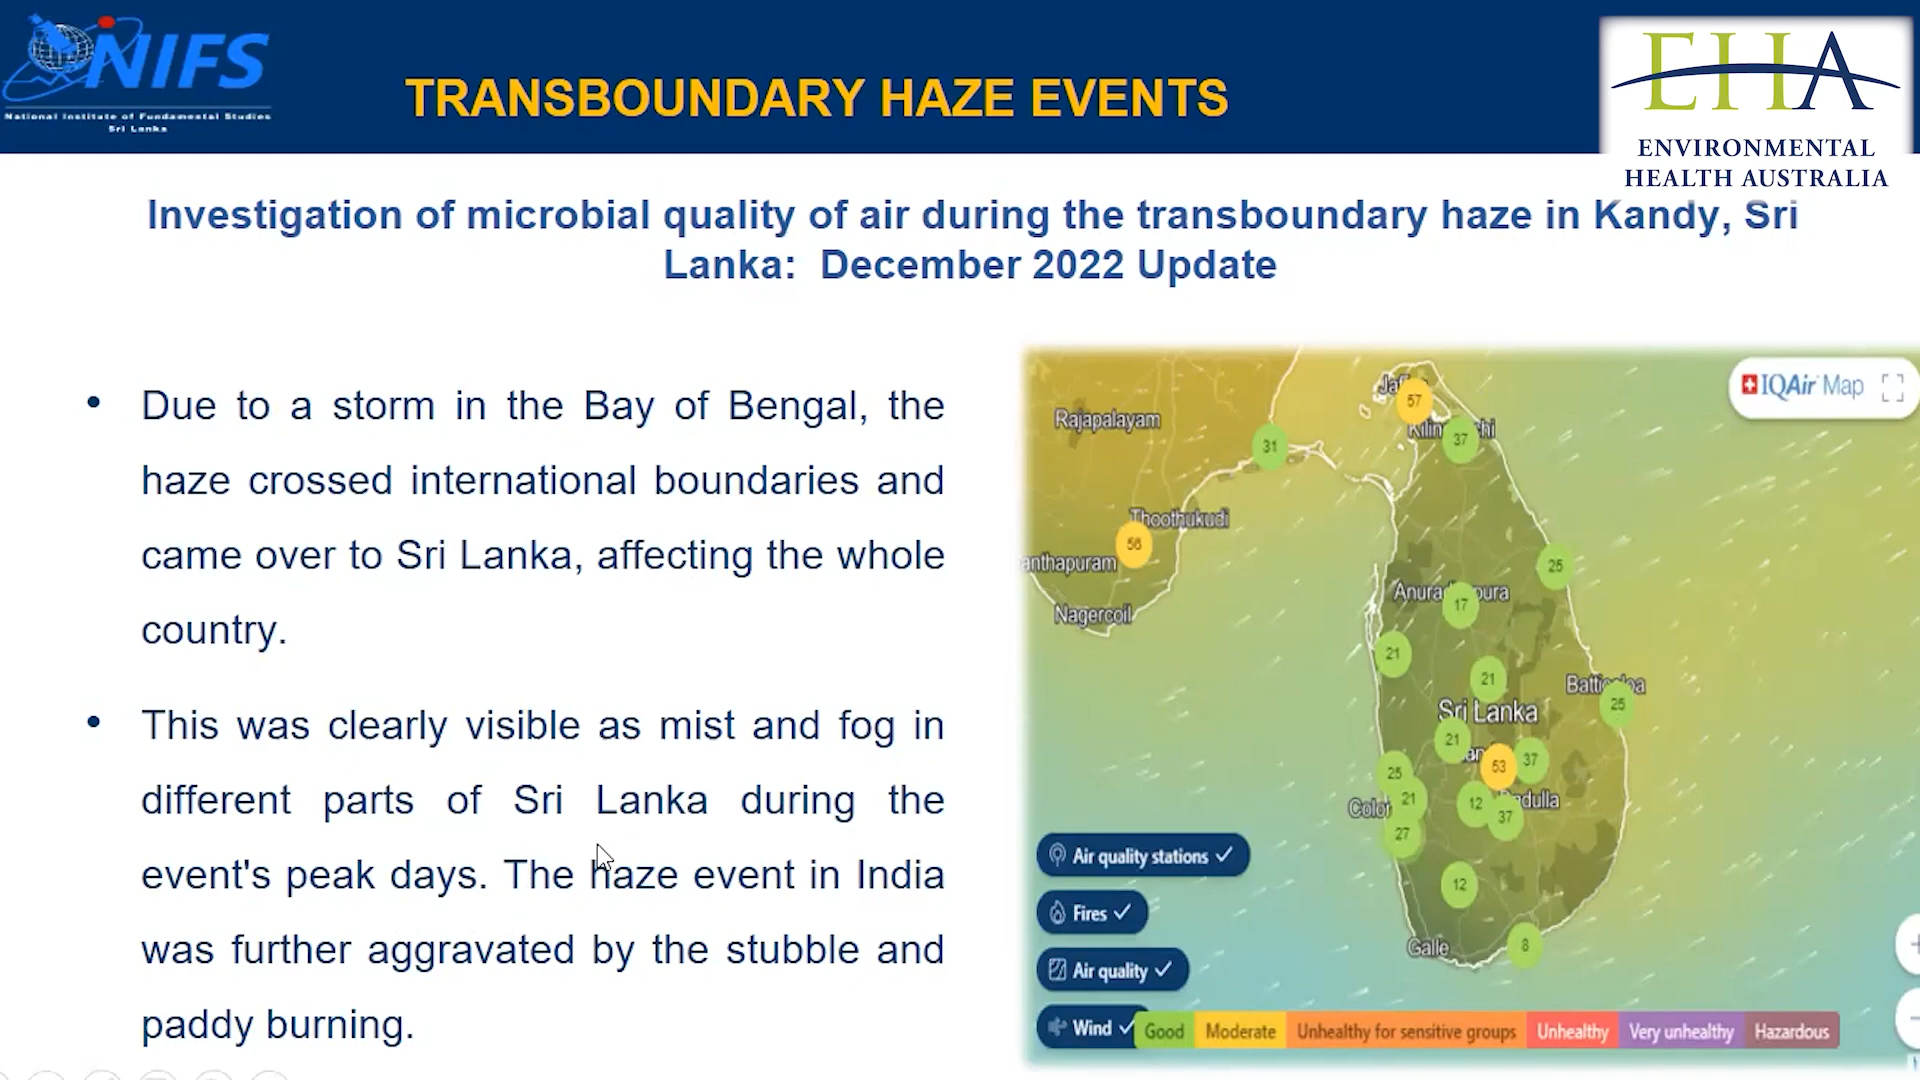 NIFS
National Institute of Fundamental Studies
Sri Lanka
TRANSBOUNDARY HAZE EVENTS
EHA
ENVIRONMENTAL
HEALTH AUSTRALIA
Investigation of microbial quality of air during the transboundary haze in Kandy, Sri
Lanka: December 2022 Update
• Due to a storm in the Bay of Bengal, the
haze crossed international boundaries and
came over to Sri Lanka, affecting the whole
country.
• This was clearly visible as mist and fog in
different parts of Sri Lanka during the
event's peak days. The haze event in India
was further aggravated by the stubble and
paddy burning.
IQAir Map
57
Rajapalayam
37
31
Thoothukudi
56
anthapuram
25
17
Nagercoil
21
21
25
Sri Lanka
21
53
37
25
21
12
37
27
12
Galle
8
Air quality stations
Fires
Air quality
Wind
Good
Moderate
Unhealthy for sensitive groups
Unhealthy
Very unhealthy
Hazardous